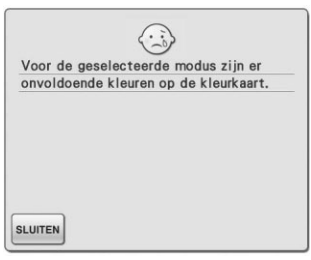 Voor de geselecteerde modus zijn er
onvoldoende kleuren op de kleurkaart.
SLUITEN